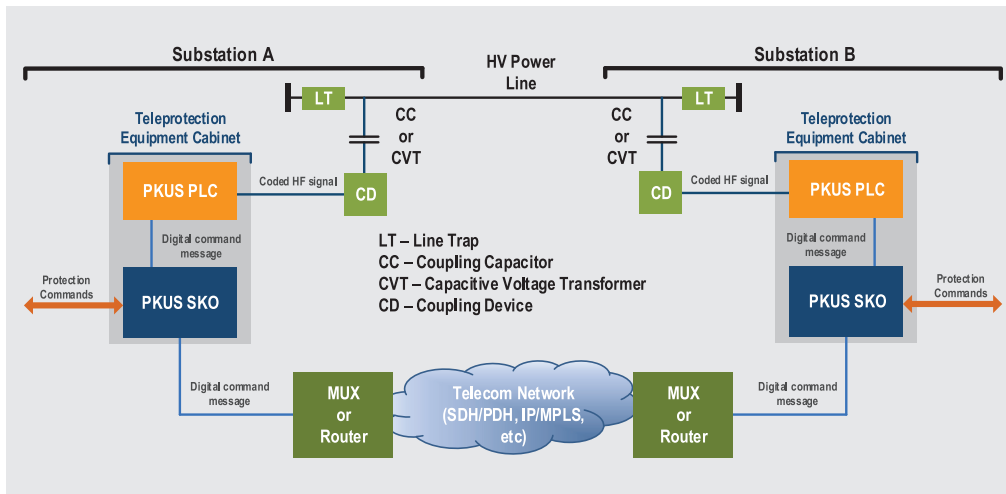 Substation A
HV Power
Line
Substation B
LT
LT
CC
or
CVT
CC
or
CVT
Teleprotection
Equipment Cabinet
Teleprotection
Equipment Cabinet
PKUS PLC
Coded HF signal
CD
CD
Coded HF signal
PKUS PLC
Digital command
message
Digital command
message
LT – Line Trap
CC – Coupling Capacitor
CVT – Capacitive Voltage Transformer
CD – Coupling Device
Protection
Commands
PKUS SKO
PKUS SKO
Protection
Commands
Digital command
message
MUX
or
Router
Telecom Network
(SDH/PDH, IP/MPLS,
etc)
MUX
or
Router
Digital command
message